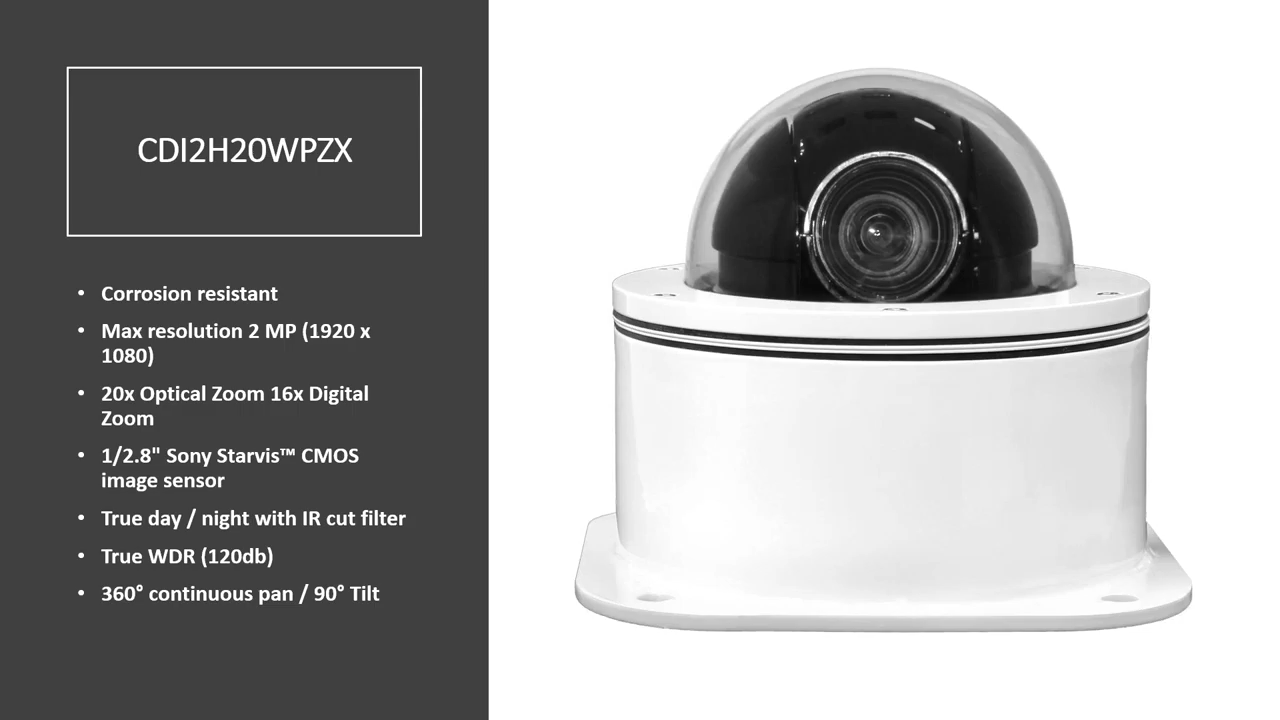 CDI2H20WPZX
• Corrosion resistant
• Max resolution 2 MP (1920 x
1080)
• 20x Optical Zoom 16x Digital
Zoom
• 1/2.8" Sony Starvis™ CMOS
image sensor
• True day / night with IR cut filter
• True WDR (120db)
• 360° continuous pan / 90° Tilt